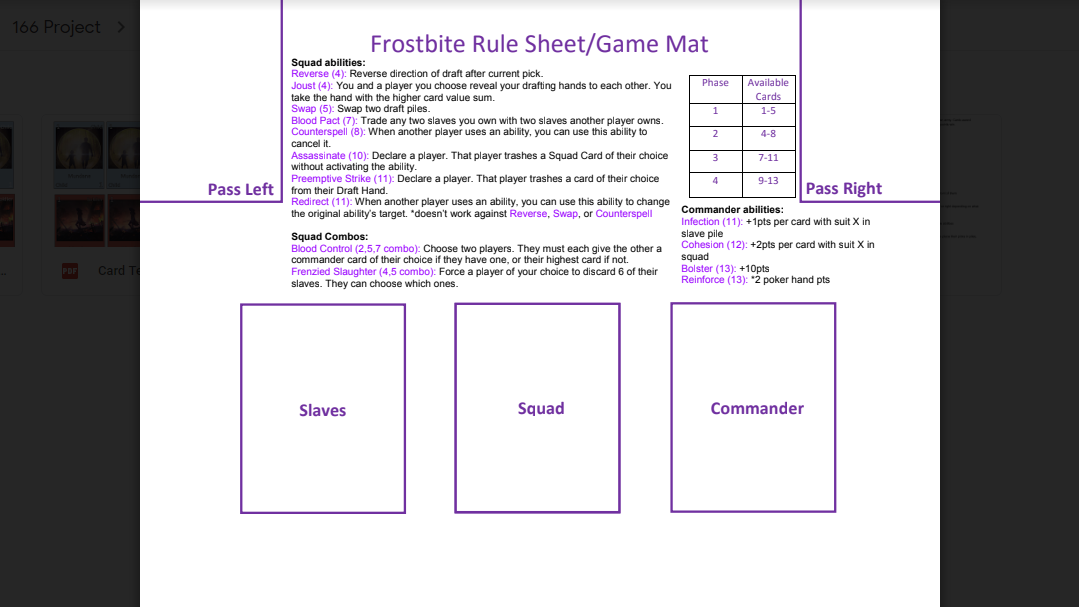 166 Project >
Frostbite Rule Sheet/Game Mat
Squad abilities:
Reverse (4): Reverse direction of draft after current pick.
Joust (4): You and a player you choose reveal your drafting hands to each other. You
take the hand with the higher card value sum.
Swap (5): Swap two draft piles.
Blood Pact (7): Trade any two slaves you own with two slaves another player owns.
Counterspell (8): When another player uses an ability, you can use this ability to
cancel it.
Assassinate (10): Declare a player. That player trashes a Squad Card of their choice
without activating the ability.
Preemptive Strike (11): Declare a player. That player trashes a card of their choice
from their Draft Hand.
Redirect (11): When another player uses an ability, you can use this ability to change
the original ability's target. *doesn't work against Reverse, Swap, or Counterspell
Squad Combos:
Blood Control (2,5,7 combo): Choose two players. They must each give the other a
commander card of their choice if they have one, or their highest card if not.
Frenzied Slaughter (4,5 combo): Force a player of your choice to discard 6 of their
slaves. They can choose which ones.
Phase Available
Cards
1 1-5
2 4-8
3 7-11
4 9-13
Pass Left
Pass Right
Commander abilities:
Infection (11): +1pts per card with suit X in
slave pile
Cohesion (12): +2pts per card with suit X in
squad
Bolster (13): +10pts
Reinforce (13): *2 poker hand pts
PDF Card Te
Slaves
Squad
Commander